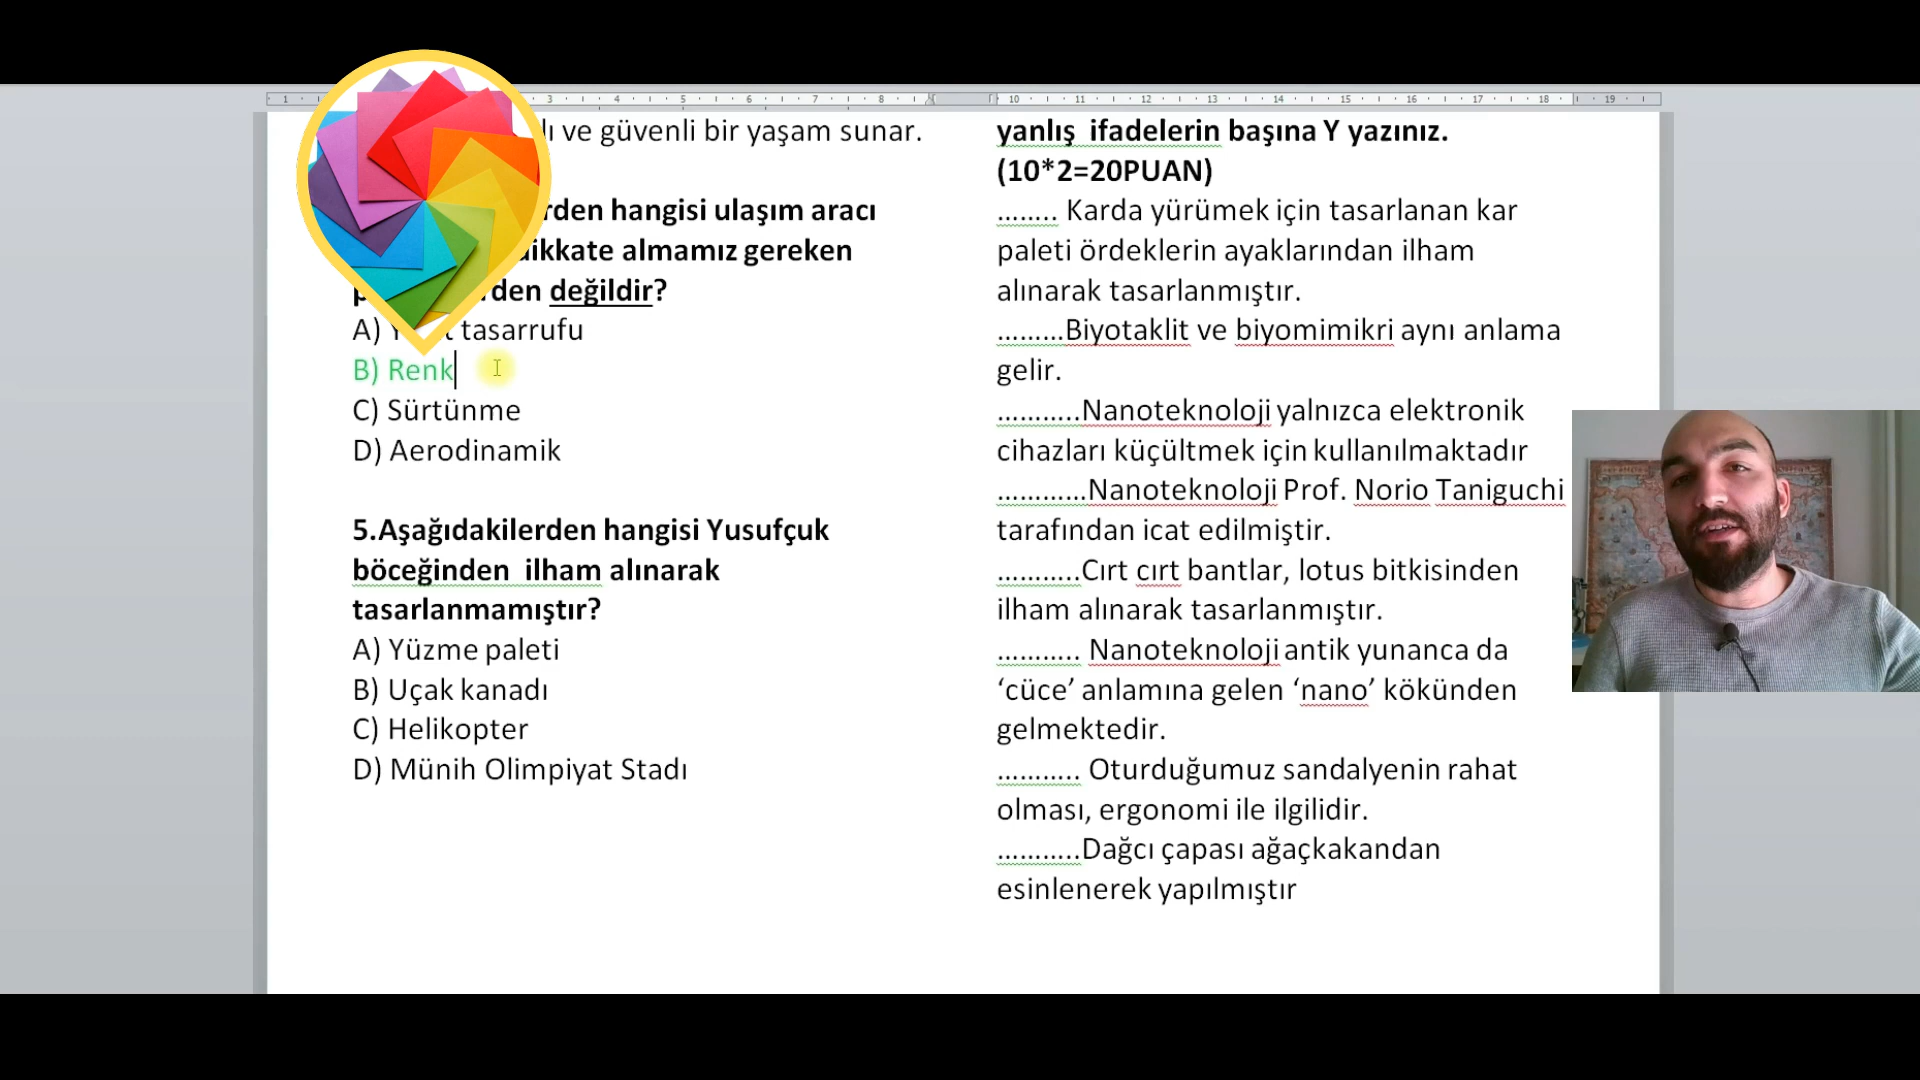 ve güvenli bir yaşam sunar.
hangisi ulaşım aracı
dikkate almamız gereken
değildir?
A) tasarrufu
B) Renk
C) Sürtünme
D) Aerodinamik
5.Aşağıdakilerden hangisi Yusufçuk
böceğinden ilham alınarak
tasarlanmamıştır?
A) Yüzme paleti
B) Uçak kanadı
C) Helikopter
D) Münih Olimpiyat Stadı
yanlış ifadelerin başına Y yazınız.
(10*2=20PUAN)
........ Karda yürümek için tasarlanan kar
paleti ördeklerin ayaklarından ilham
alınarak tasarlanmıştır.
.........Biyotaklit ve biyomimikri aynı anlama
gelir.
...........Nanoteknoloji yalnızca elektronik
cihazları küçültmek için kullanılmaktadır
............Nanoteknoloji Prof. Norio Taniguchi
tarafından icat edilmiştir.
...........Cırt cırt bantlar, lotus bitkisinden
ilham alınarak tasarlanmıştır.
........... Nanoteknoloji antik yunanca da
‘cüce’ anlamına gelen ‘nano’ kökünden
gelmektedir.
........... Oturduğumuz sandalyenin rahat
olması, ergonomi ile ilgilidir.
...........Dağcı çapası ağaçkakandan
esinlenerek yapılmıştır